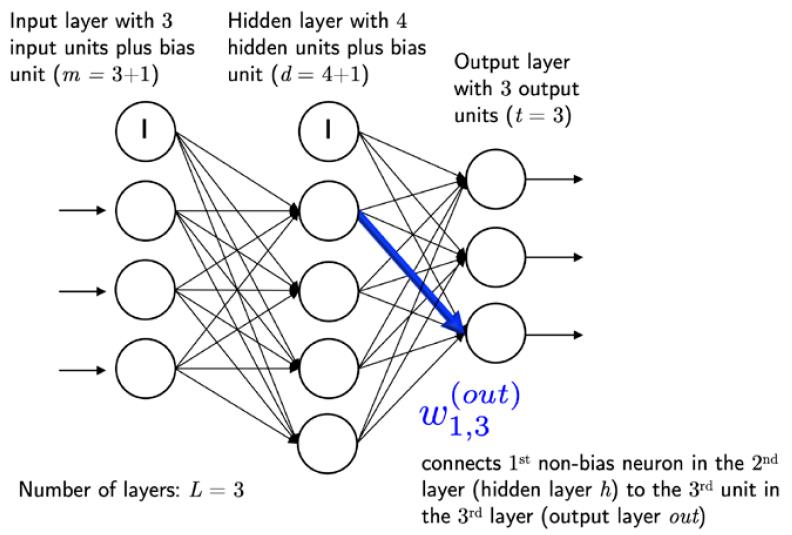 Input layer with 3
input units plus bias
unit (m = 3+1)
Hidden layer with 4
hidden units plus bias
unit (d = 4+1)
Output layer
with 3 output
units (t = 3)
1
1
w_{1,3}^{(out)}
connects 1st non-bias neuron in the 2nd
layer (hidden layer h) to the 3rd unit in
the 3rd layer (output layer out)
Number of layers: L = 3